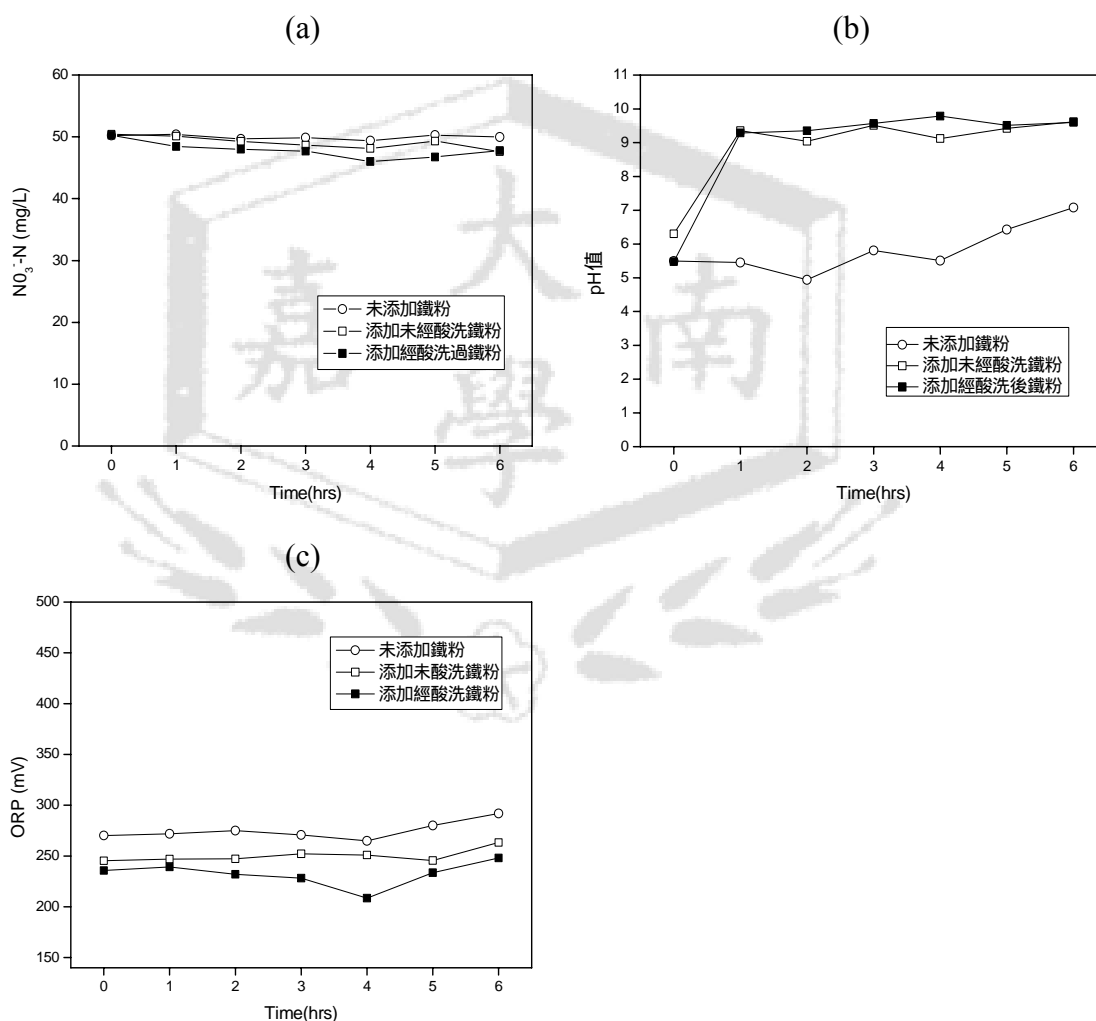 (a)
60
50
40
30
20
10
0
NO₃⁻-N (mg/L)
未添加鐵粉
添加未經酸洗鐵粉
添加經酸洗過鐵粉
0 1 2 3 4 5 6
Time(hrs)
(b)
11
10
9
8
7
6
5
4
3
2
1
0
pH值
未添加鐵粉
添加未經酸洗鐵粉
添加經酸洗後鐵粉
0 1 2 3 4 5 6
Time(hrs)
(c)
500
450
400
350
300
250
200
150
ORP (mV)
未添加鐵粉
添加未酸洗鐵粉
添加經酸洗鐵粉
0 1 2 3 4 5 6
Time(hrs)
嘉
南
大
學